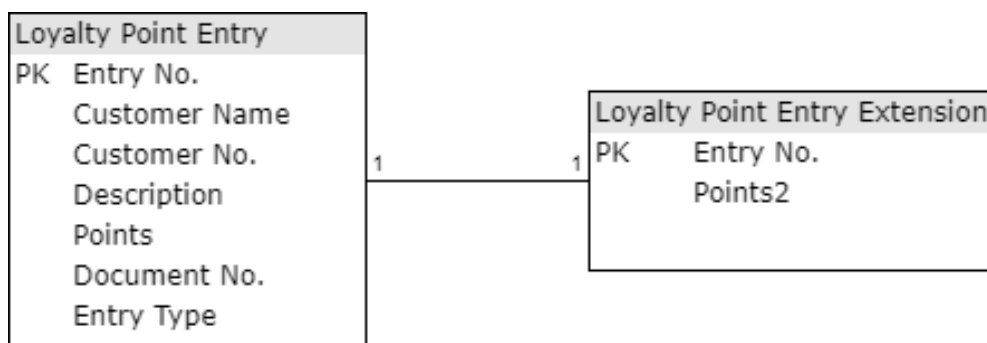 Loyalty Point Entry
PK Entry No.
Customer Name
Customer No.
Description
Points
Document No.
Entry Type
1
1
Loyalty Point Entry Extension
PK Entry No.
Points2